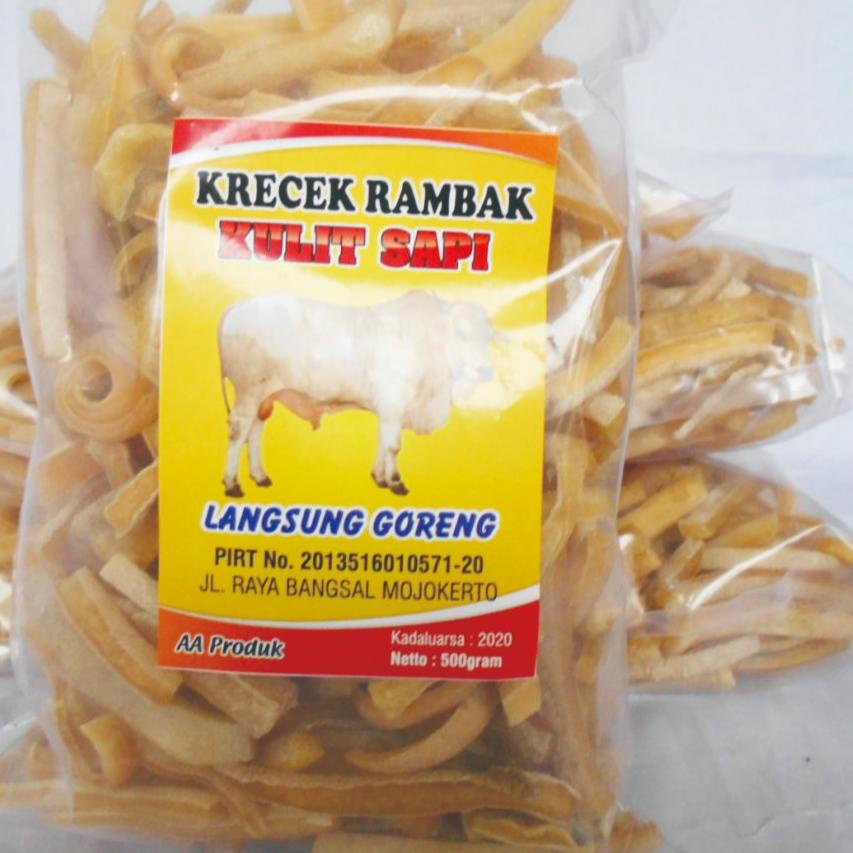 KRECEK RAMBAK
KULIT SAPI
LANGSUNG GORENG
PIRT No. 2013516010571-20
JL. RAYA BANGSAL MOJOKERTO
AA Produk
Kadaluarsa : 2020
Netto : 500gram